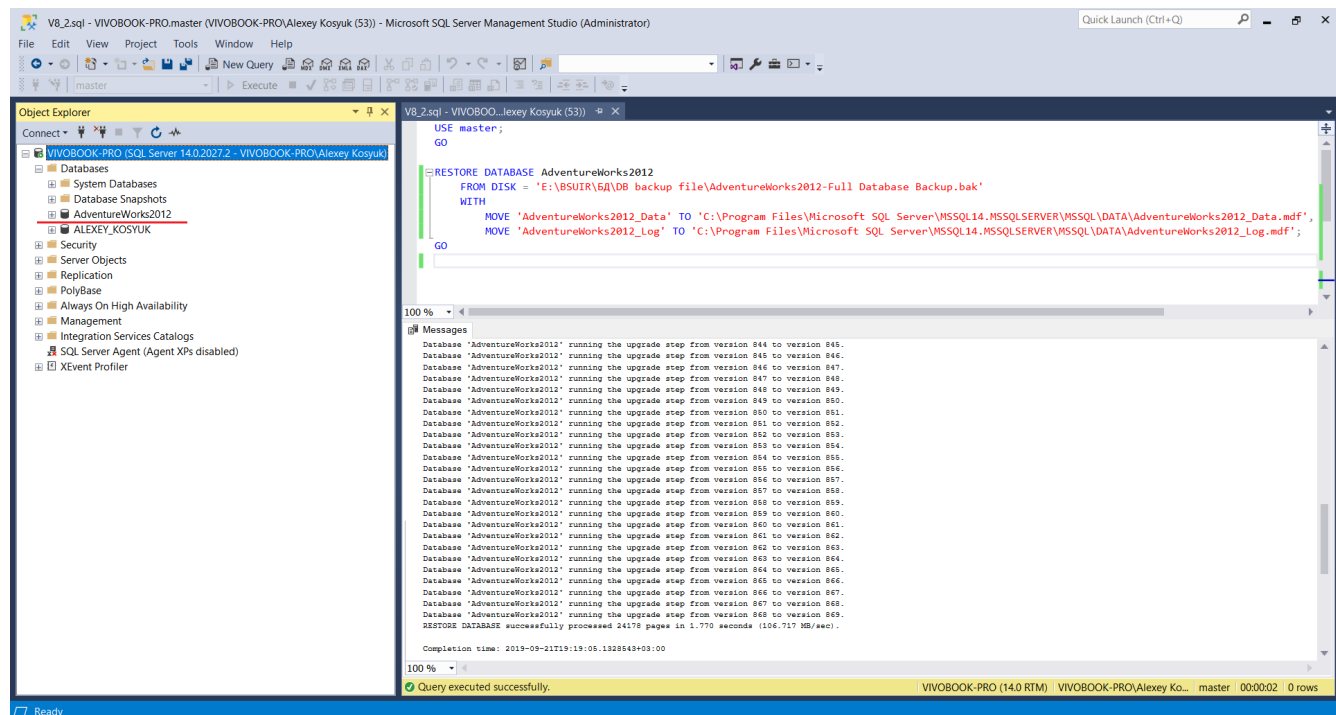 V8_2.sql - VIVOBOOK-PRO.master (VIVOBOOK-PRO\Alexey Kosyuk (53)) - Microsoft SQL Server Management Studio (Administrator)
Quick Launch (Ctrl+Q)
File Edit View Project Tools Window Help
New Query MDX DMX XMLA DAX
master Execute
Object Explorer
Connect
VIVOBOOK-PRO (SQL Server 14.0.2027.2 - VIVOBOOK-PRO\Alexey Kosyuk)
Databases
System Databases
Database Snapshots
AdventureWorks2012
ALEXEY_KOSYUK
Security
Server Objects
Replication
PolyBase
Always On High Availability
Management
Integration Services Catalogs
SQL Server Agent (Agent XPs disabled)
XEvent Profiler
V8_2.sql - VIVOBOO...lexey Kosyuk (53))
USE master;
GO
RESTORE DATABASE AdventureWorks2012
FROM DISK = 'E:\BSUIR\БД\DB backup file\AdventureWorks2012-Full Database Backup.bak'
WITH
MOVE 'AdventureWorks2012_Data' TO 'C:\Program Files\Microsoft SQL Server\MSSQL14.MSSQLSERVER\MSSQL\DATA\AdventureWorks2012_Data.mdf',
MOVE 'AdventureWorks2012_Log' TO 'C:\Program Files\Microsoft SQL Server\MSSQL14.MSSQLSERVER\MSSQL\DATA\AdventureWorks2012_Log.mdf';
GO
100 %
Messages
Database 'AdventureWorks2012' running the upgrade step from version 844 to version 845.
Database 'AdventureWorks2012' running the upgrade step from version 845 to version 846.
Database 'AdventureWorks2012' running the upgrade step from version 846 to version 847.
Database 'AdventureWorks2012' running the upgrade step from version 847 to version 848.
Database 'AdventureWorks2012' running the upgrade step from version 848 to version 849.
Database 'AdventureWorks2012' running the upgrade step from version 849 to version 850.
Database 'AdventureWorks2012' running the upgrade step from version 850 to version 851.
Database 'AdventureWorks2012' running the upgrade step from version 851 to version 852.
Database 'AdventureWorks2012' running the upgrade step from version 852 to version 853.
Database 'AdventureWorks2012' running the upgrade step from version 853 to version 854.
Database 'AdventureWorks2012' running the upgrade step from version 854 to version 855.
Database 'AdventureWorks2012' running the upgrade step from version 855 to version 856.
Database 'AdventureWorks2012' running the upgrade step from version 856 to version 857.
Database 'AdventureWorks2012' running the upgrade step from version 857 to version 858.
Database 'AdventureWorks2012' running the upgrade step from version 858 to version 859.
Database 'AdventureWorks2012' running the upgrade step from version 859 to version 860.
Database 'AdventureWorks2012' running the upgrade step from version 860 to version 861.
Database 'AdventureWorks2012' running the upgrade step from version 861 to version 862.
Database 'AdventureWorks2012' running the upgrade step from version 862 to version 863.
Database 'AdventureWorks2012' running the upgrade step from version 863 to version 864.
Database 'AdventureWorks2012' running the upgrade step from version 864 to version 865.
Database 'AdventureWorks2012' running the upgrade step from version 865 to version 866.
Database 'AdventureWorks2012' running the upgrade step from version 866 to version 867.
Database 'AdventureWorks2012' running the upgrade step from version 867 to version 868.
Database 'AdventureWorks2012' running the upgrade step from version 868 to version 869.
RESTORE DATABASE successfully processed 24178 pages in 1.770 seconds (106.717 MB/sec).
Completion time: 2019-09-21T19:19:05.1328543+03:00
100 %
Query executed successfully.
VIVOBOOK-PRO (14.0 RTM) VIVOBOOK-PRO\Alexey Ko... master 00:00:02 0 rows
Ready